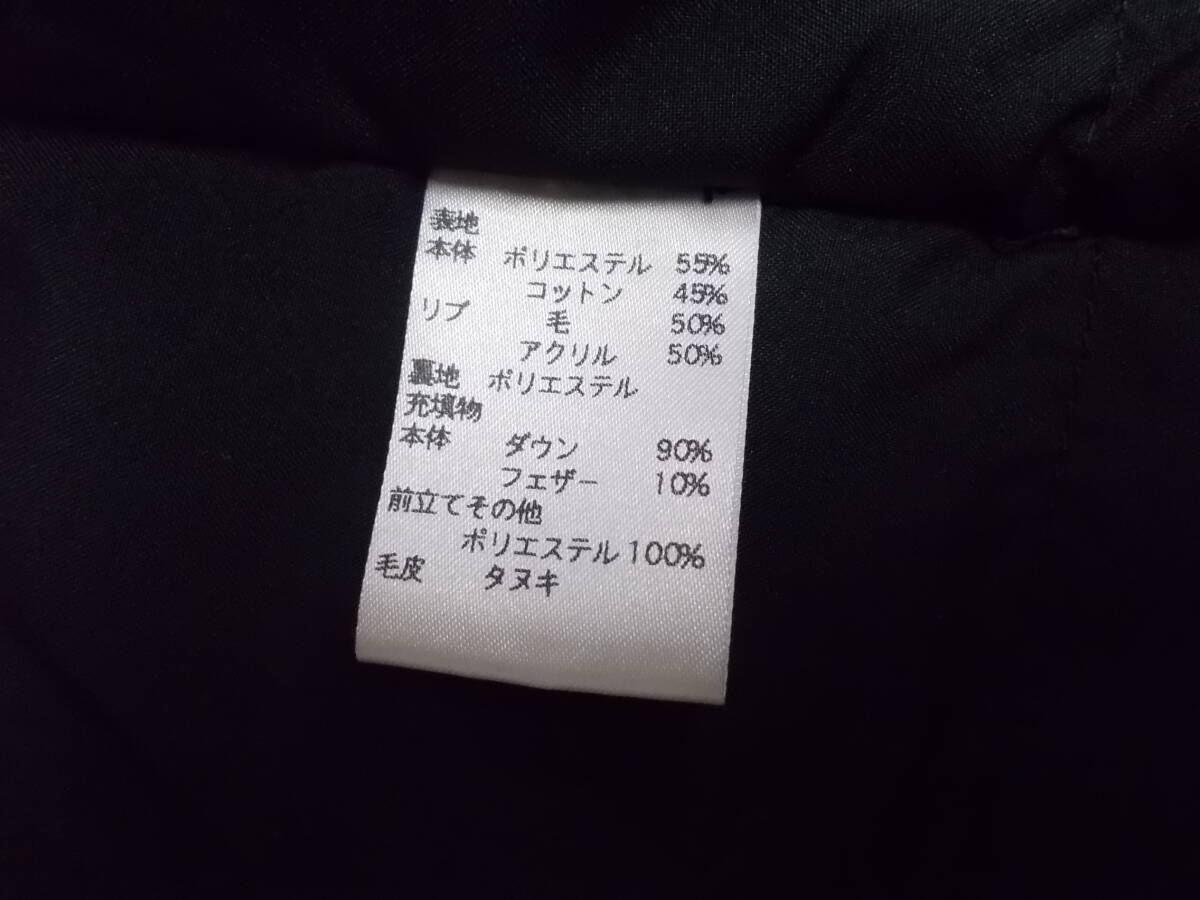 表地
本体 ポリエステル 55%
コットン 45%
リブ 毛 50%
アクリル 50%
裏地 ポリエステル
充填物
本体 ダウン 90%
フェザー 10%
前立てその他
ポリエステル 100%
毛皮 タヌキ